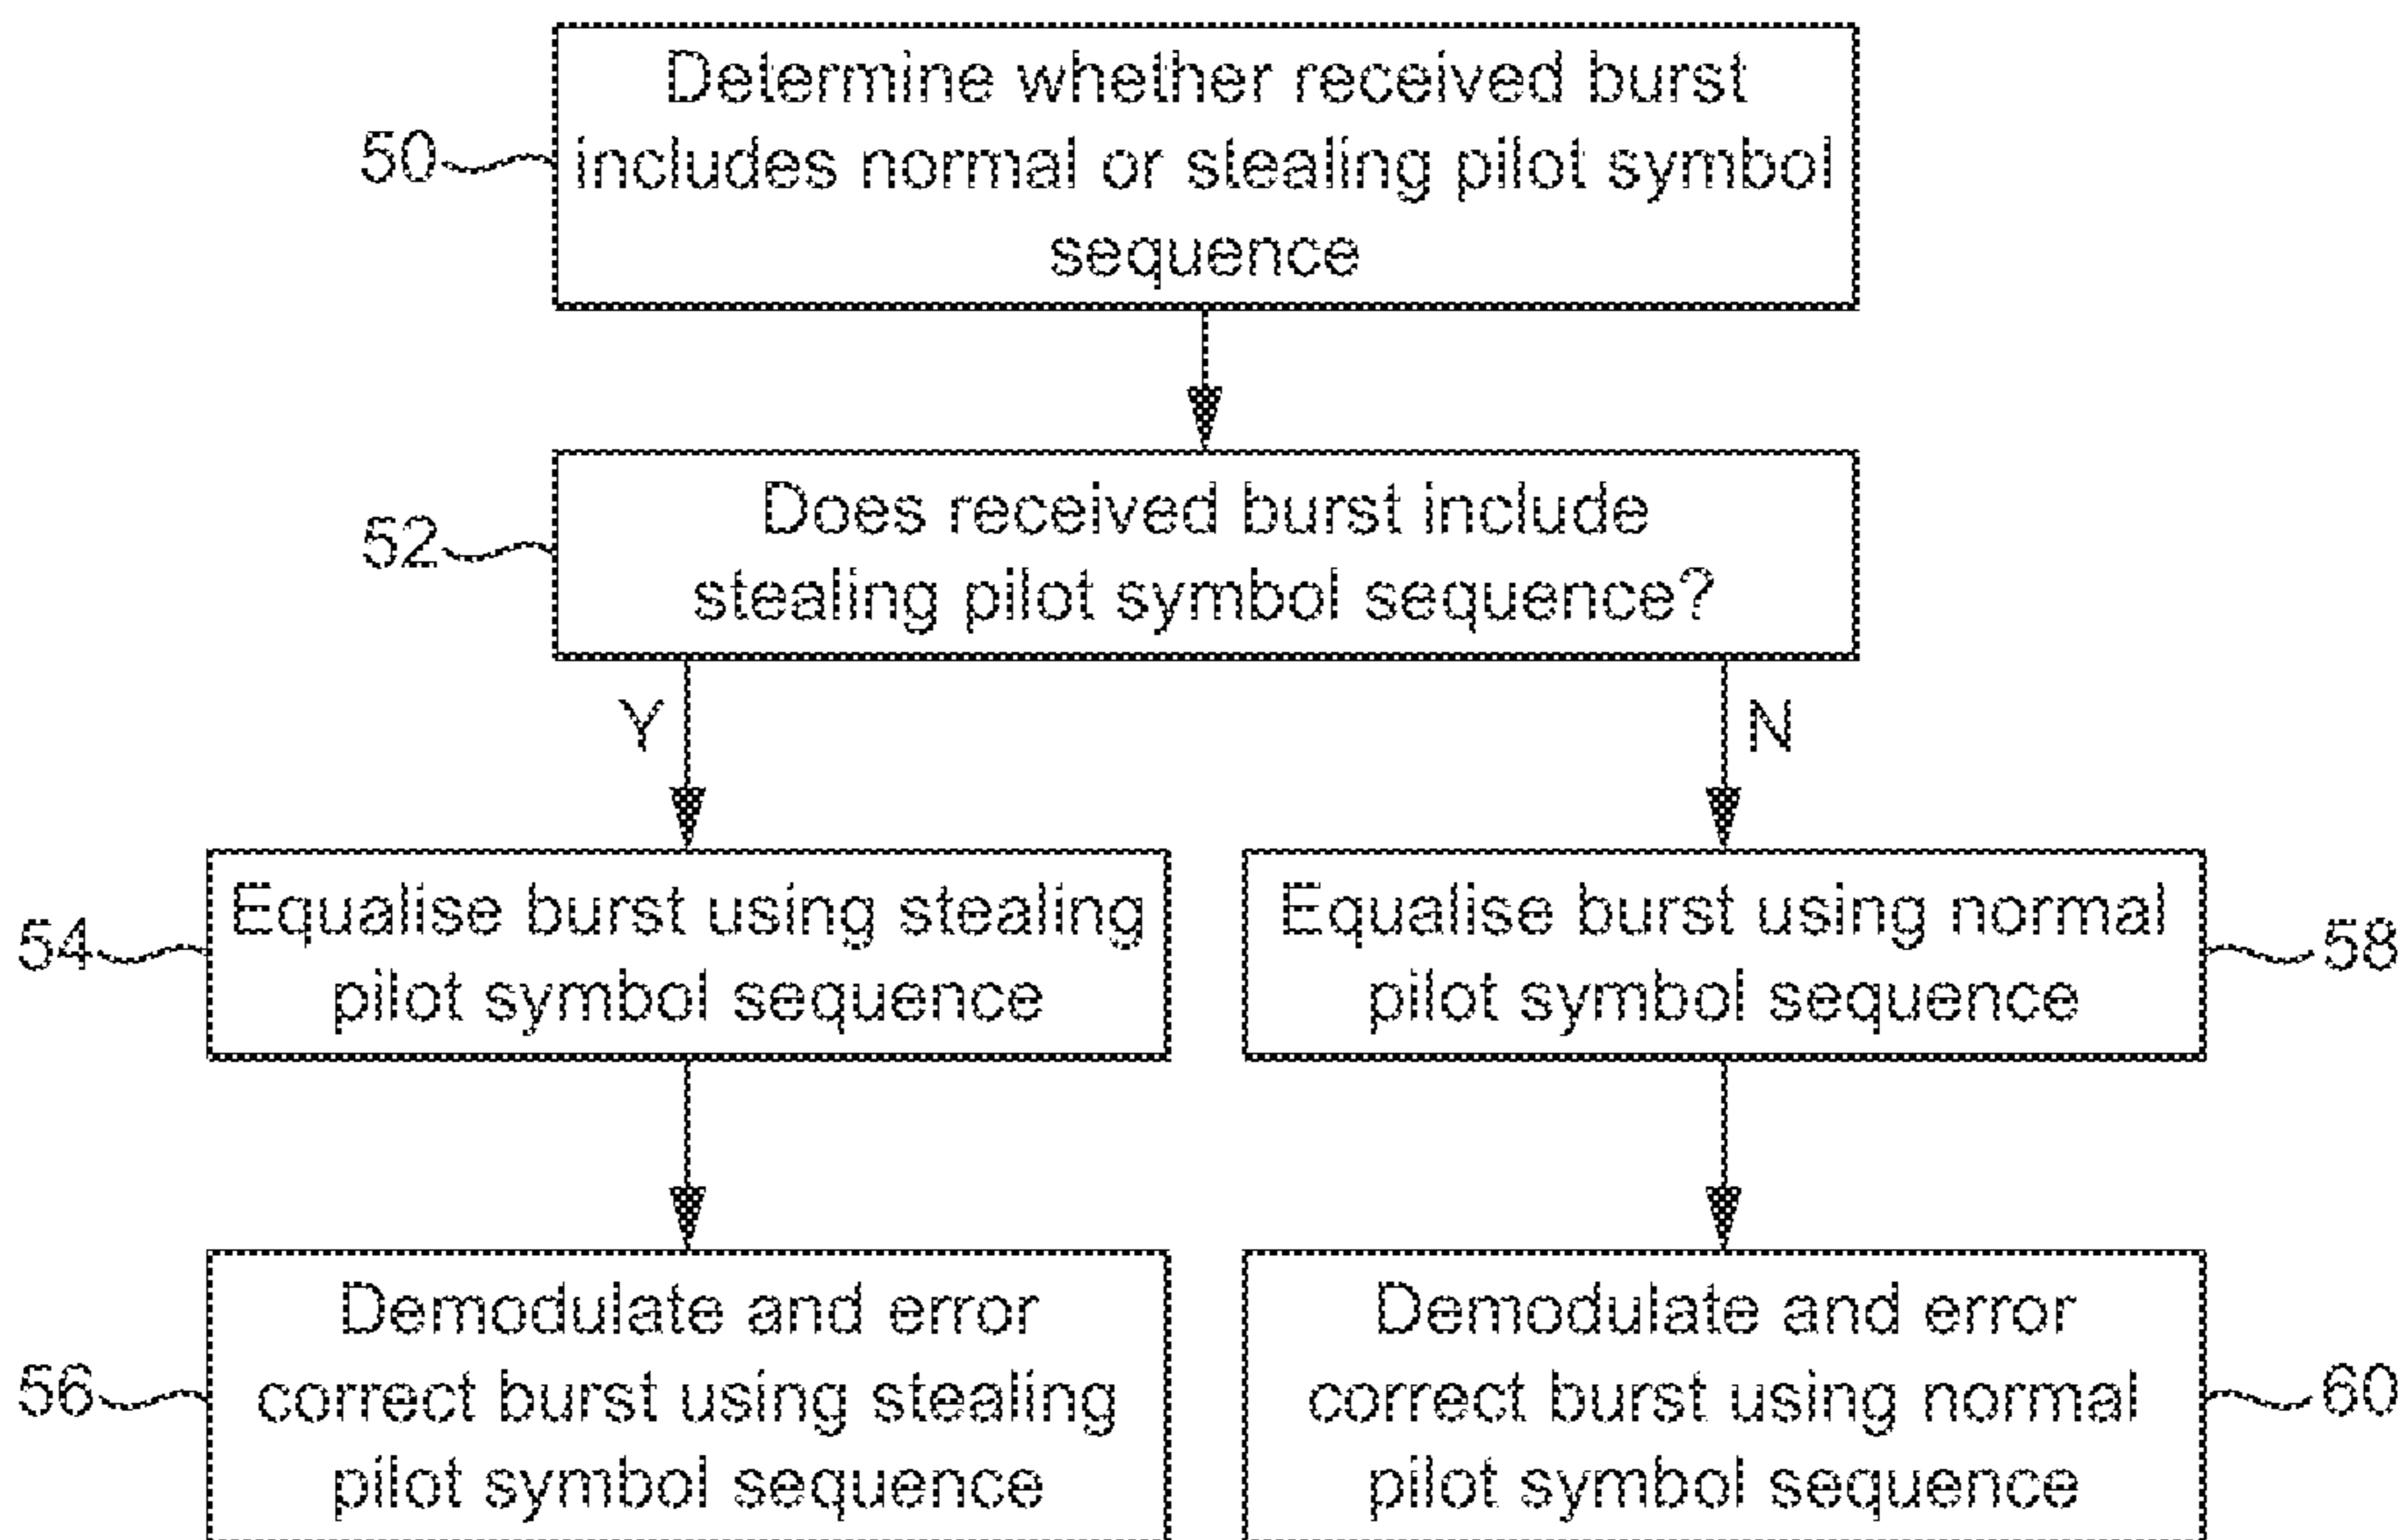 Determine whether received burst
50
includes normal or stealing pilot symbol
sequence
Does received burst include
52
stealing pilot symbol sequence?
Y
N
Equalise burst using stealing
pilot symbol sequence
54
Equalise burst using normal
pilot symbol sequence
58
Demodulate and error
correct burst using stealing
pilot symbol sequence
56
Demodulate and error
correct burst using normal
pilot symbol sequence
60